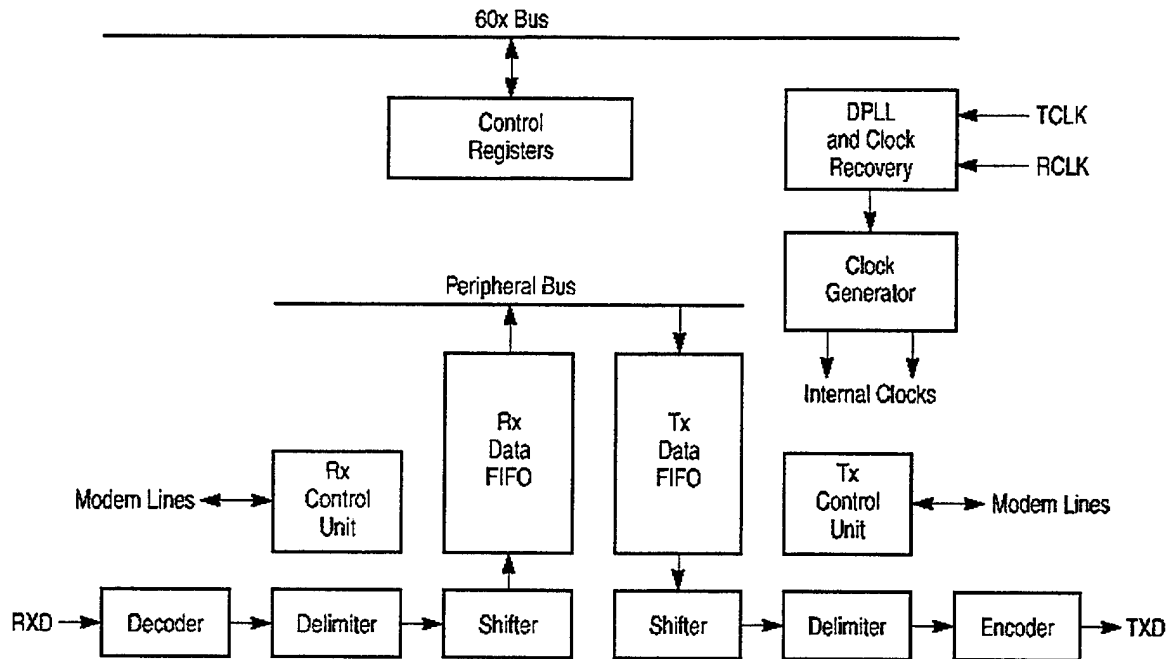 60x Bus
Control
Registers
DPLL
and Clock
Recovery
TCLK
RCLK
Clock
Generator
Internal Clocks
Peripheral Bus
Rx
Data
FIFO
Tx
Data
FIFO
Modem Lines
Rx
Control
Unit
Tx
Control
Unit
Modem Lines
RXD
Decoder
Delimiter
Shifter
Shifter
Delimiter
Encoder
TXD